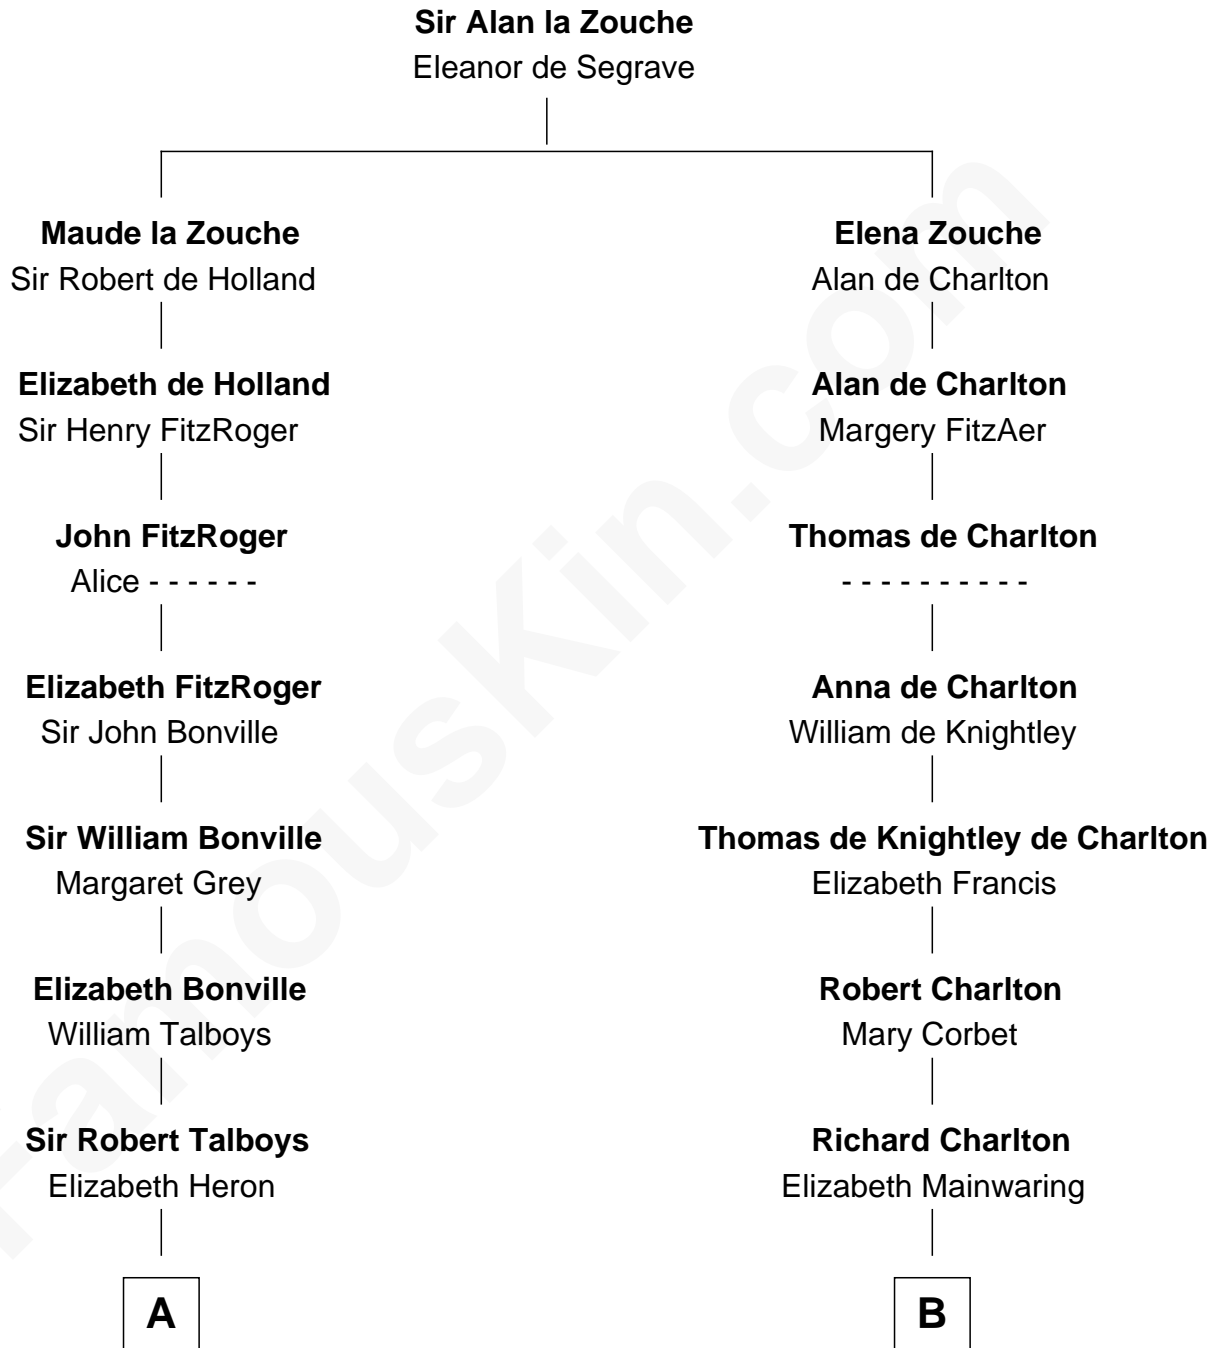 Sir Alan la Zouche
Eleanor de Segrave
Maude la Zouche
Sir Robert de Holland
Elena Zouche
Alan de Charlton
Elizabeth de Holland
Sir Henry FitzRoger
Alan de Charlton
Margery FitzAer
John FitzRoger
Alice - - - - - -
Thomas de Charlton
- - - - - - - - - -
Elizabeth FitzRoger
Sir John Bonville
Anna de Charlton
William de Knightley
Sir William Bonville
Margaret Grey
Thomas de Knightley de Charlton
Elizabeth Francis
Elizabeth Bonville
William Talboys
Robert Charlton
Mary Corbet
Sir Robert Talboys
Elizabeth Heron
Richard Charlton
Elizabeth Mainwaring
A
B
FamousKin.com